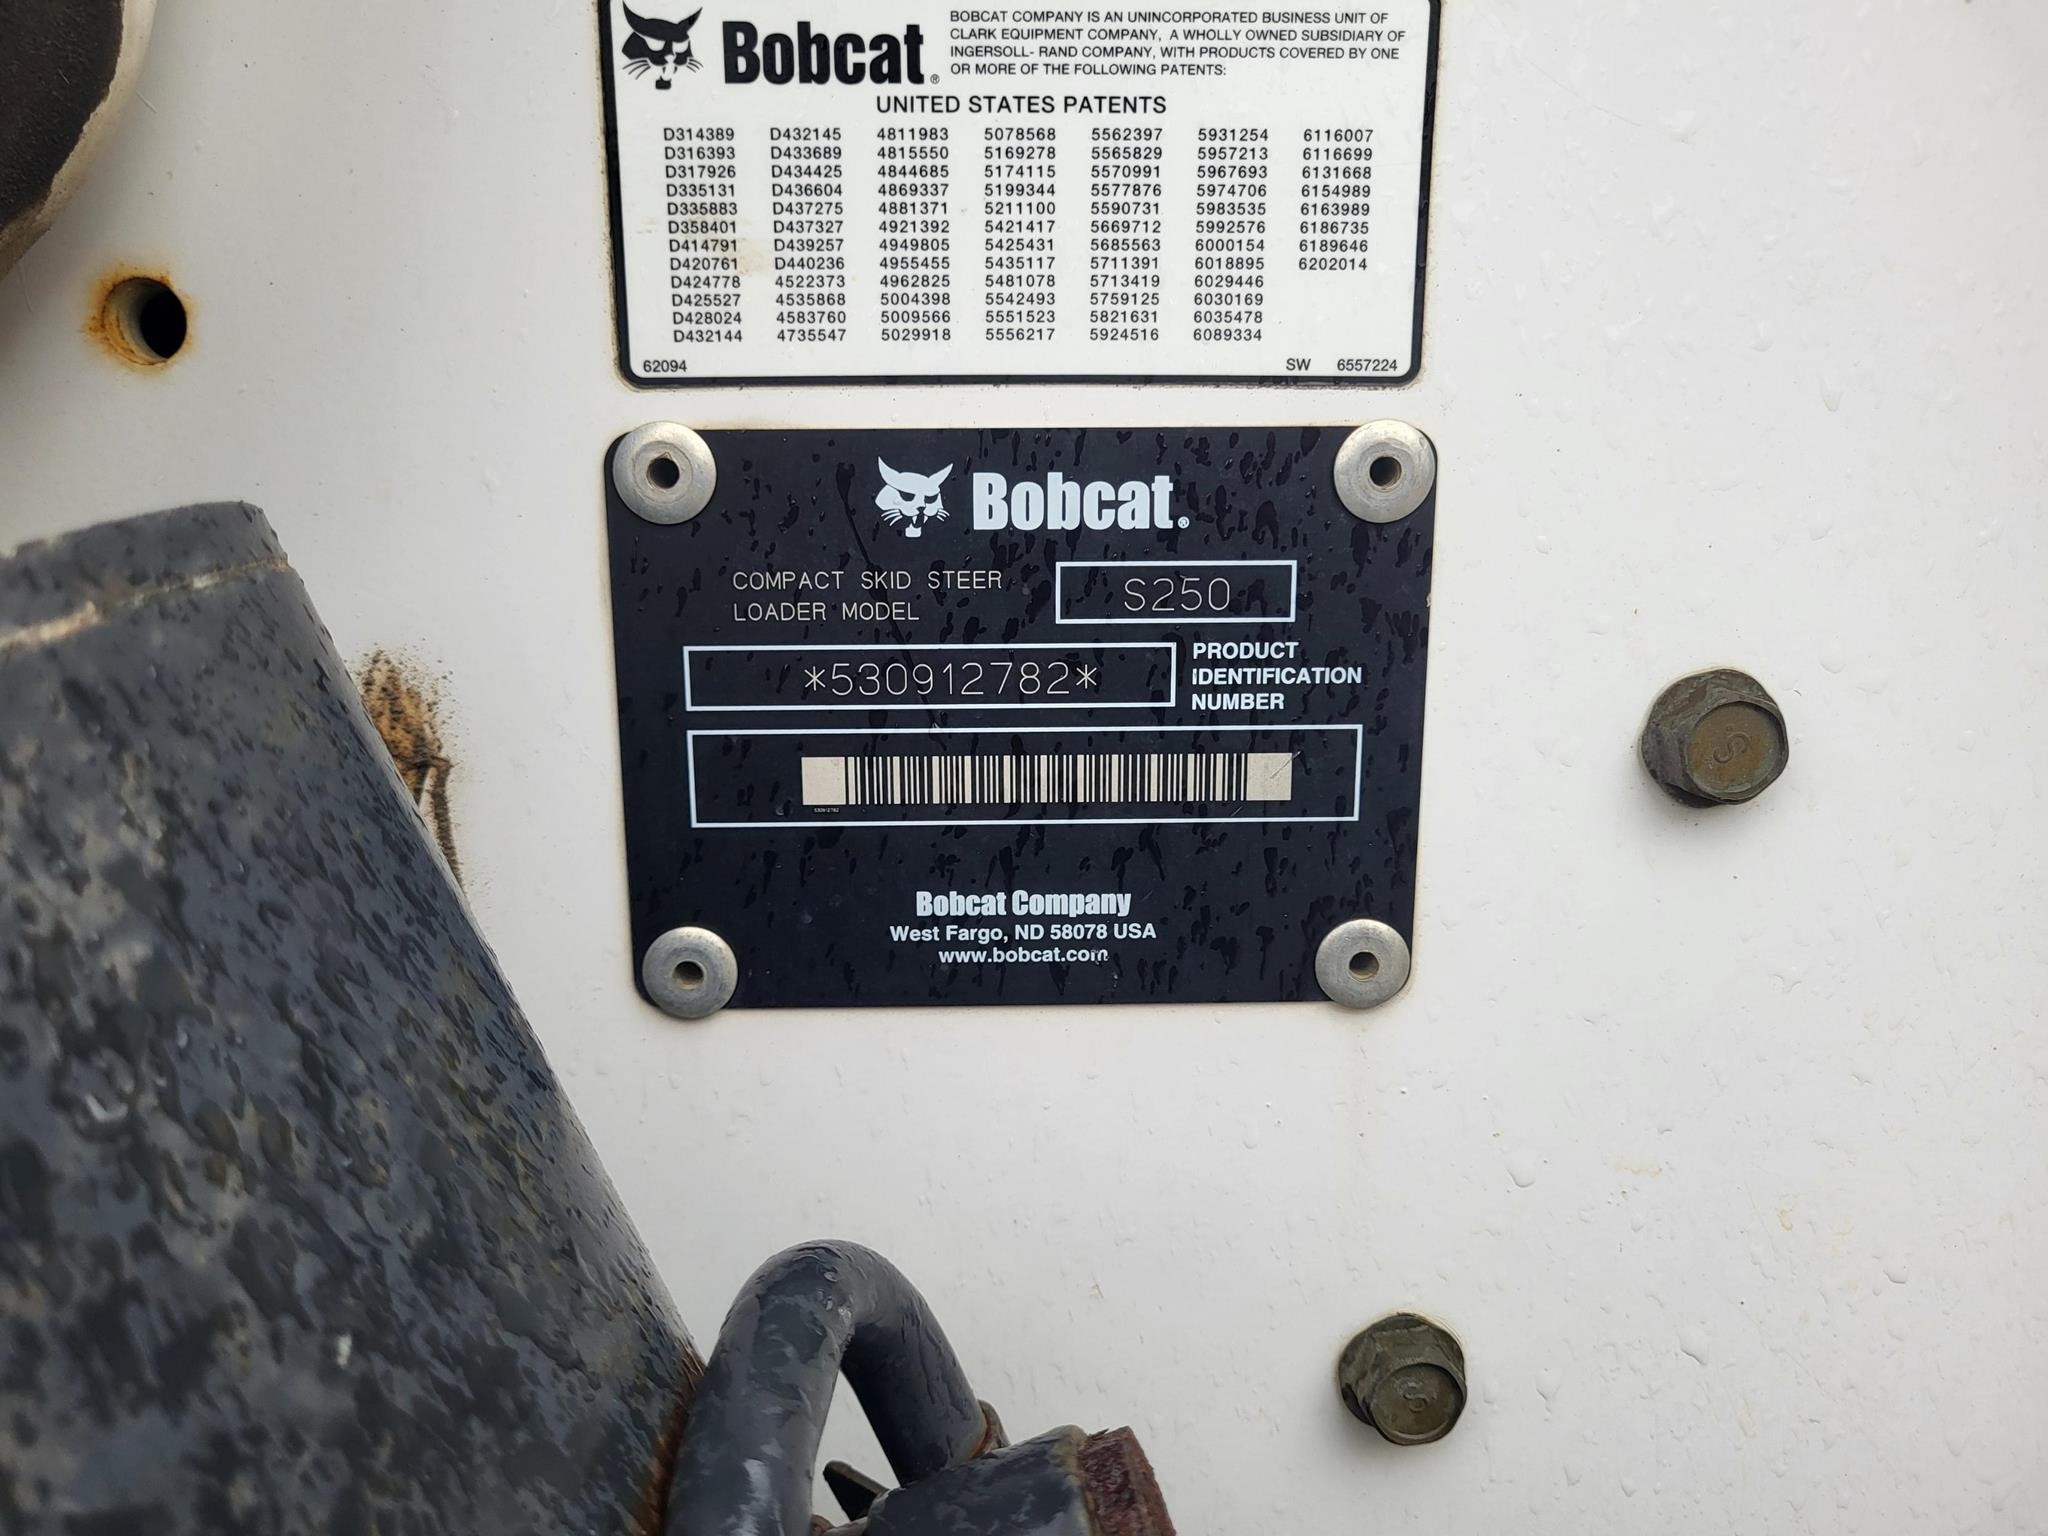 Bobcat®
BOBCAT COMPANY IS AN UNINCORPORATED BUSINESS UNIT OF
CLARK EQUIPMENT COMPANY, A WHOLLY OWNED SUBSIDIARY OF
INGERSOLL- RAND COMPANY, WITH PRODUCTS COVERED BY ONE
OR MORE OF THE FOLLOWING PATENTS:
UNITED STATES PATENTS
D314389 D432145 4811983 5078568 5562397 5931254 6116007
D316393 D433689 4815550 5169278 5565829 5957213 6116699
D317926 D434425 4844685 5174115 5570991 5967693 6131668
D335131 D436604 4869337 5199344 5577876 5974706 6154989
D335883 D437275 4881371 5211100 5590731 5983535 6163989
D358401 D437327 4921392 5421417 5669712 5992576 6186735
D414791 D439257 4949805 5425431 5685563 6000154 6189646
D420761 D440236 4955455 5435117 5711391 6018895 6202014
D424778 4522373 4962825 5481078 5713419 6029446
D425527 4535868 5004398 5542493 5759125 6030169
D428024 4583760 5009566 5551523 5821631 6035478
D432144 4735547 5029918 5556217 5924516 6089334
62094 SW 6557224
Bobcat®
COMPACT SKID STEER
LOADER MODEL
S250
*530912782*
PRODUCT
IDENTIFICATION
NUMBER
530912782
Bobcat Company
West Fargo, ND 58078 USA
www.bobcat.com
S
S